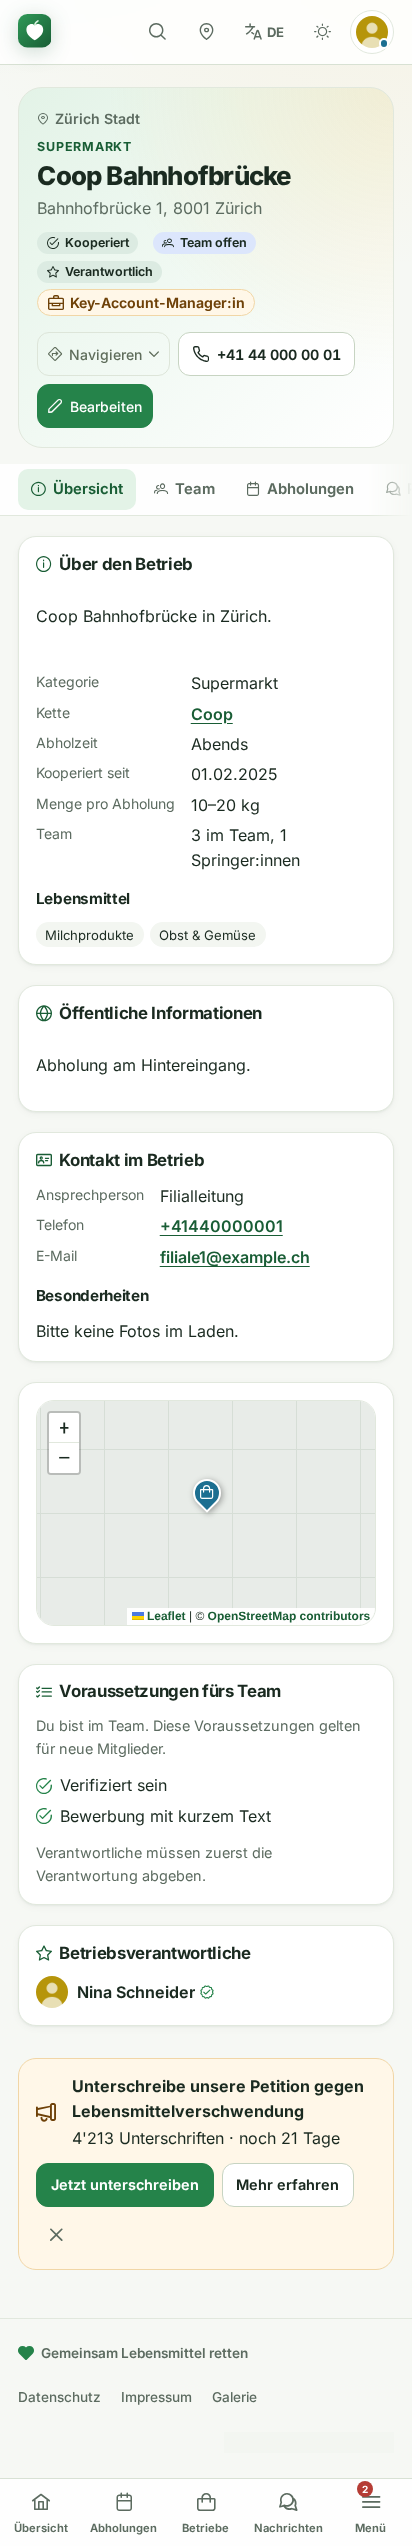 DE
Zürich Stadt
SUPERMARKT
Coop Bahnhofbrücke
Bahnhofbrücke 1, 8001 Zürich
Kooperiert
Team offen
Verantwortlich
Key-Account-Manager:in
Navigieren
+41 44 000 00 01
Bearbeiten
Übersicht
Team
Abholungen
Über den Betrieb
Coop Bahnhofbrücke in Zürich.
Kategorie
Supermarkt
Kette
Coop
Abholzeit
Abends
Kooperiert seit
01.02.2025
Menge pro Abholung
10–20 kg
Team
3 im Team, 1
Springer:innen
Lebensmittel
Milchprodukte
Obst & Gemüse
Öffentliche Informationen
Abholung am Hintereingang.
Kontakt im Betrieb
Ansprechperson
Filialleitung
Telefon
+41440000001
E-Mail
filiale1@example.ch
Besonderheiten
Bitte keine Fotos im Laden.
+
−
Leaflet | © OpenStreetMap contributors
Voraussetzungen fürs Team
Du bist im Team. Diese Voraussetzungen gelten
für neue Mitglieder.
Verifiziert sein
Bewerbung mit kurzem Text
Verantwortliche müssen zuerst die
Verantwortung abgeben.
Betriebsverantwortliche
Nina Schneider
Unterschreibe unsere Petition gegen
Lebensmittelverschwendung
4'213 Unterschriften · noch 21 Tage
Jetzt unterschreiben
Mehr erfahren
Gemeinsam Lebensmittel retten
Datenschutz
Impressum
Galerie
2
Übersicht
Abholungen
Betriebe
Nachrichten
Menü